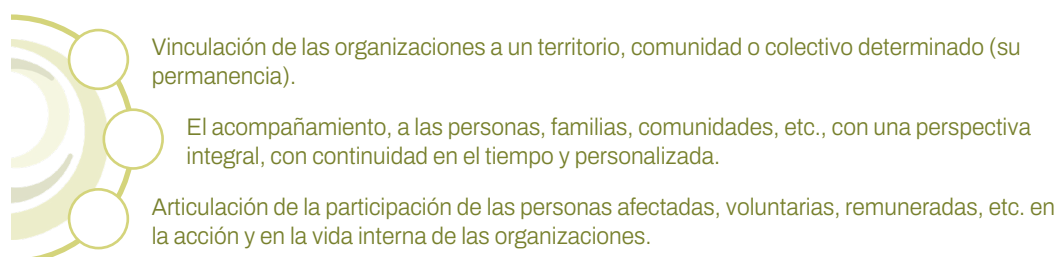 Vinculación de las organizaciones a un territorio, comunidad o colectivo determinado (su
permanencia).
El acompañamiento, a las personas, familias, comunidades, etc., con una perspectiva
integral, con continuidad en el tiempo y personalizada.
Articulación de la participación de las personas afectadas, voluntarias, remuneradas, etc. en
la acción y en la vida interna de las organizaciones.